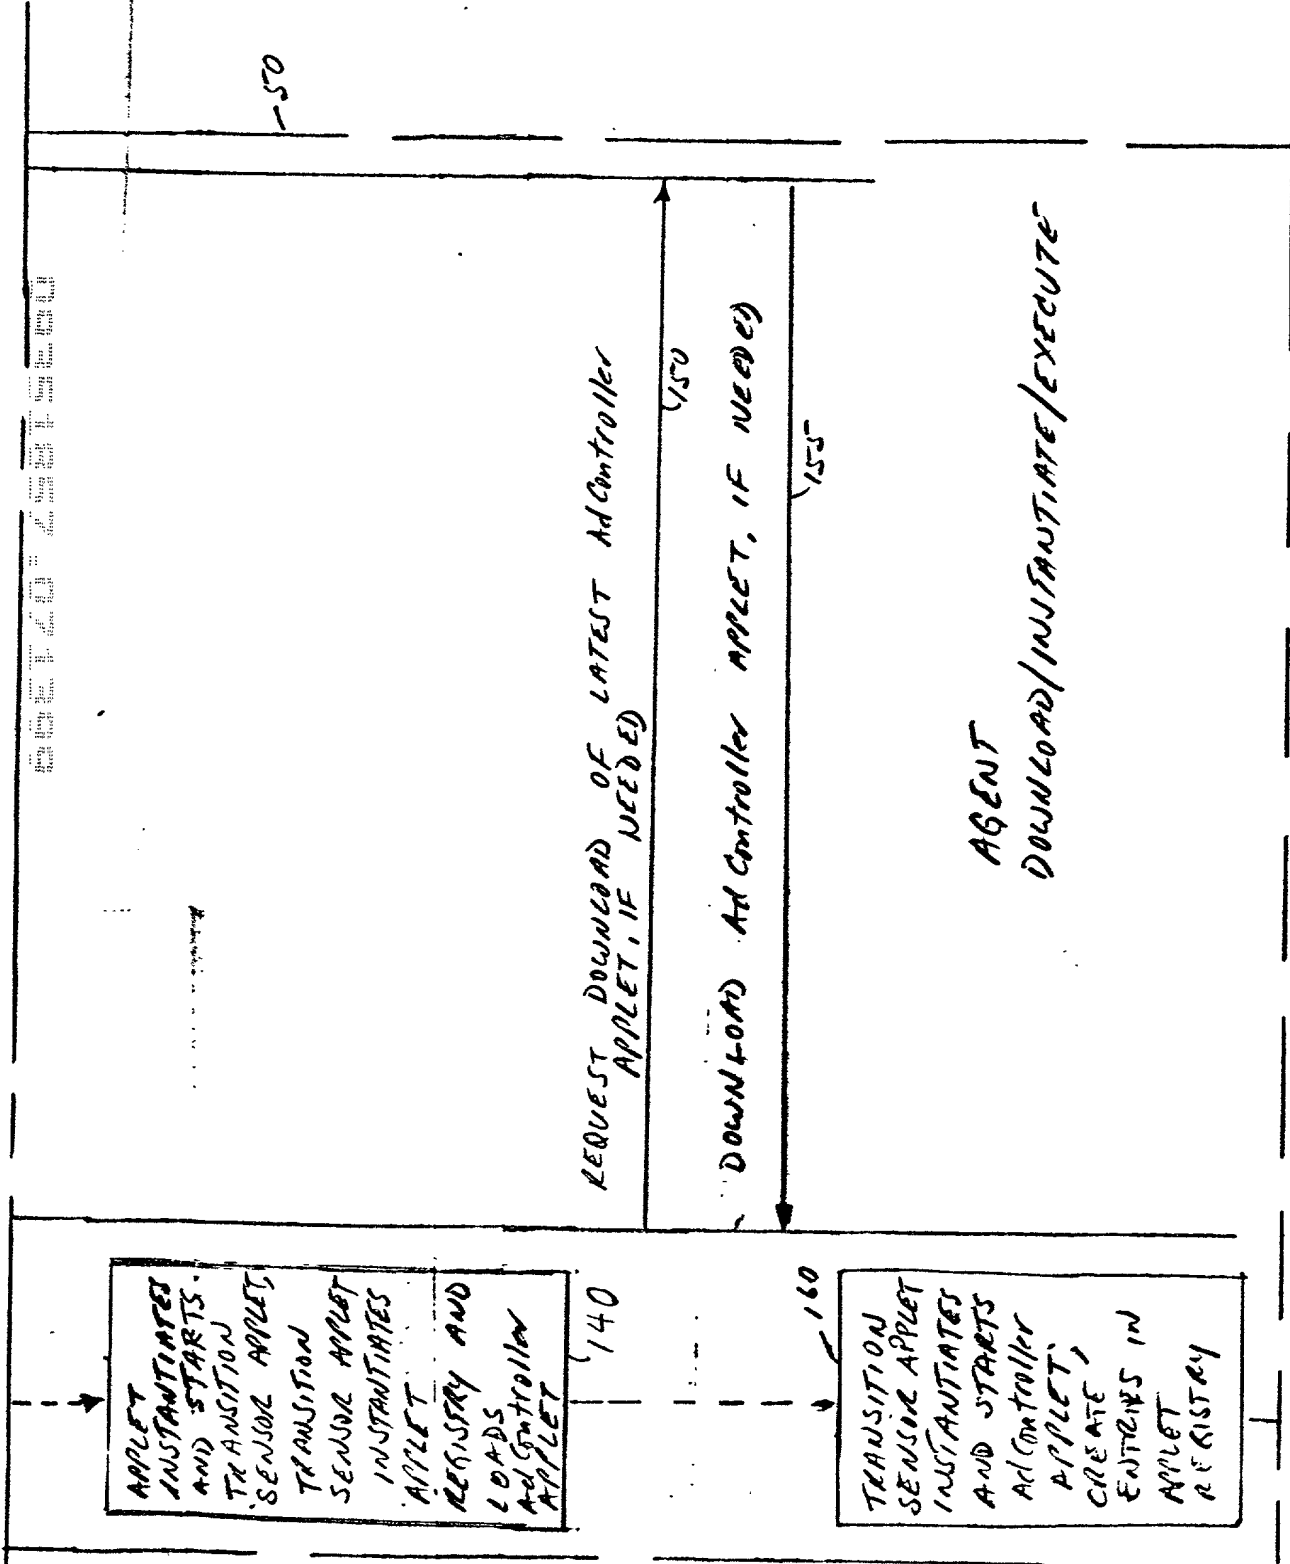 APPLET
INSTANTIATES
AND STARTS.
TRANSITION
SENSOR APPLET,
TRANSITION
SENSOR APPLET
INSTANTIATES
APPLET
REGISTRY AND
LOADS
AdController
APPLET
140
REQUEST DOWNLOAD OF LATEST AdController
APPLET, IF NEEDED
150
DOWNLOAD AdController APPLET, IF NEEDED
155
160
TRANSITION
SENSOR APPLET
INSTANTIATES
AND STARTS
AdController
APPLET;
CREATE
ENTRIES IN
APPLET
REGISTRY
AGENT
DOWNLOAD/INSTANTIATE/EXECUTE
50